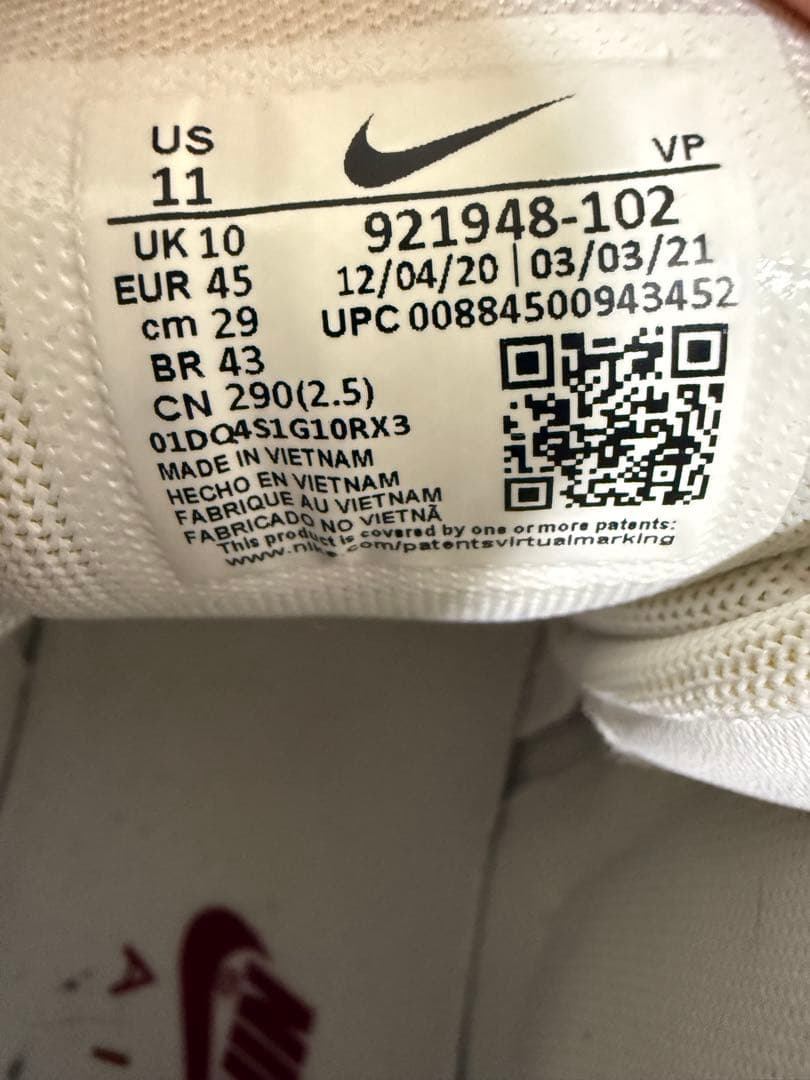 US
11
VP
UK 10
921948-102
EUR 45
12/04/20 | 03/03/21
cm 29
UPC 00884500943452
BR 43
CN 290(2.5)
01DQ4S1G10RX3
MADE IN VIETNAM
HECHO EN VIETNAM
FABRIQUE AU VIETNAM
FABRICADO NO VIETNÃ
This product is covered by one or more patents:
www.nike.com/patentsvirtualmarking